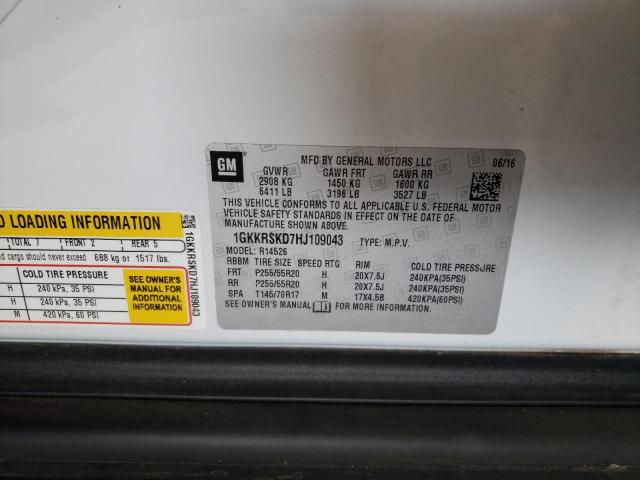 D LOADING INFORMATION
TOTAL 7 FRONT 2 REAR 5
d cargo should never exceed 688 kg or 1517 lbs.
COLD TIRE PRESSURE
H 240 kPa, 35 PSI
H 240 kPa, 35 PSI
M 420 kPa, 60 PSI
SEE OWNER'S
MANUAL FOR
ADDITIONAL
INFORMATION
1GKKRSKD7HJ109043
GM
MFD BY GENERAL MOTORS LLC 06/16
GVWR GAWR FRT GAWR RR
2908 KG 1450 KG 1600 KG
6411 LB 3196 LB 3527 LB
THIS VEHICLE CONFORMS TO ALL APPLICABLE U.S. FEDERAL MOTOR
VEHICLE SAFETY, BUMPER, AND THEFT PREVENTION
STANDARDS IN EFFECT ON THE DATE OF
MANUFACTURE SHOWN ABOVE.
1GKKRSKD7HJ109043 TYPE: M.P.V.
MODEL: R14526
RBBM TIRE SIZE SPEED RTG RIM COLD TIRE PRESSURE
FRT P255/55R20 H 20X7.5J 240KPA(35PSI)
RR P255/55R20 H 20X7.5J 240KPA(35PSI)
SPA T145/70R17 M 17X4.5B 420KPA(60PSI)
SEE OWNER'S MANUAL FOR MORE INFORMATION.